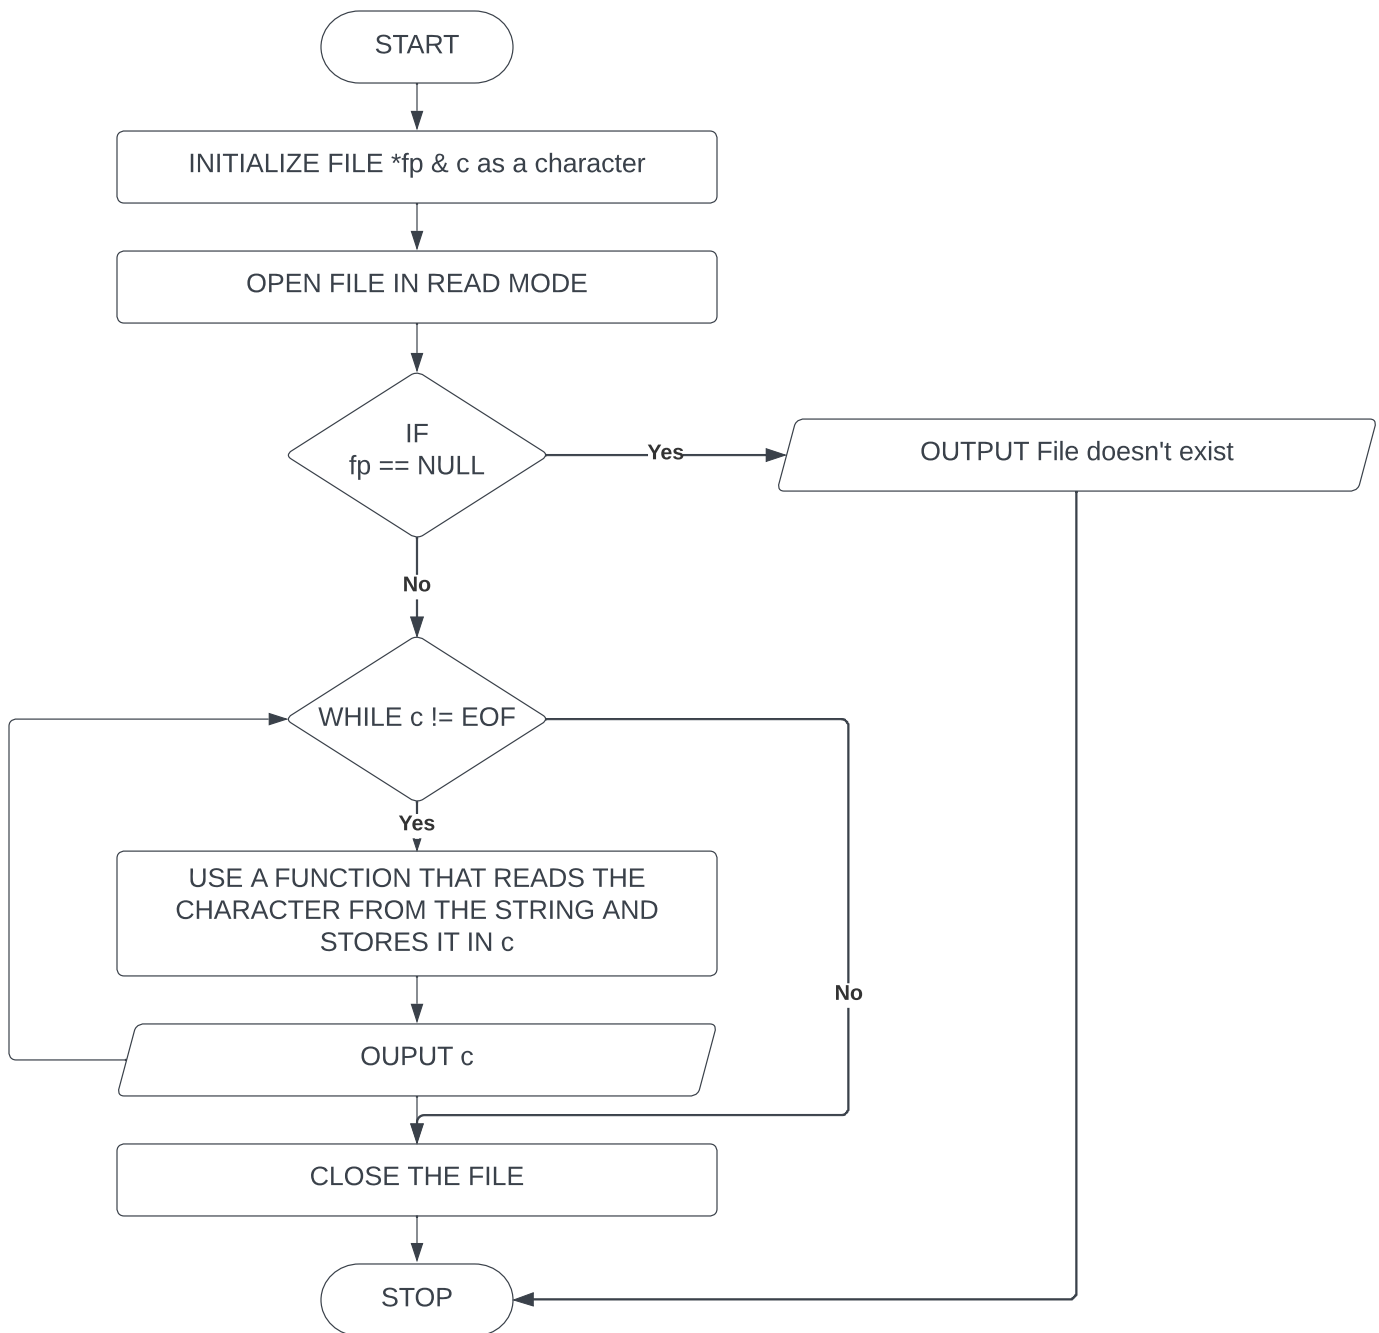 START
INITIALIZE FILE *fp & c as a character
OPEN FILE IN READ MODE
IF
fp == NULL
Yes
OUTPUT File doesn't exist
No
WHILE c != EOF
Yes
USE A FUNCTION THAT READS THE
CHARACTER FROM THE STRING AND
STORES IT IN c
No
OUPUT c
CLOSE THE FILE
STOP